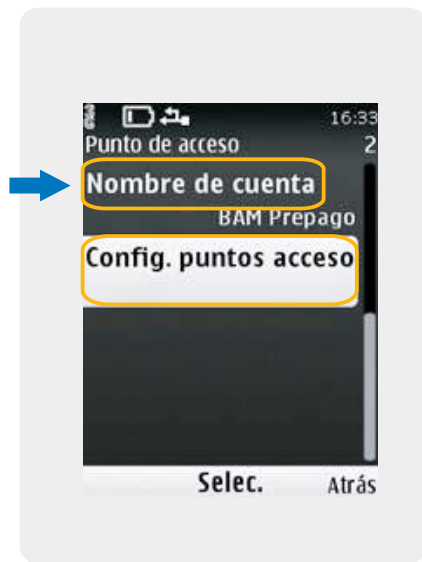 16:33
Punto de acceso 2
Nombre de cuenta
BAM Prepago
Config. puntos acceso
Selec. Atrás